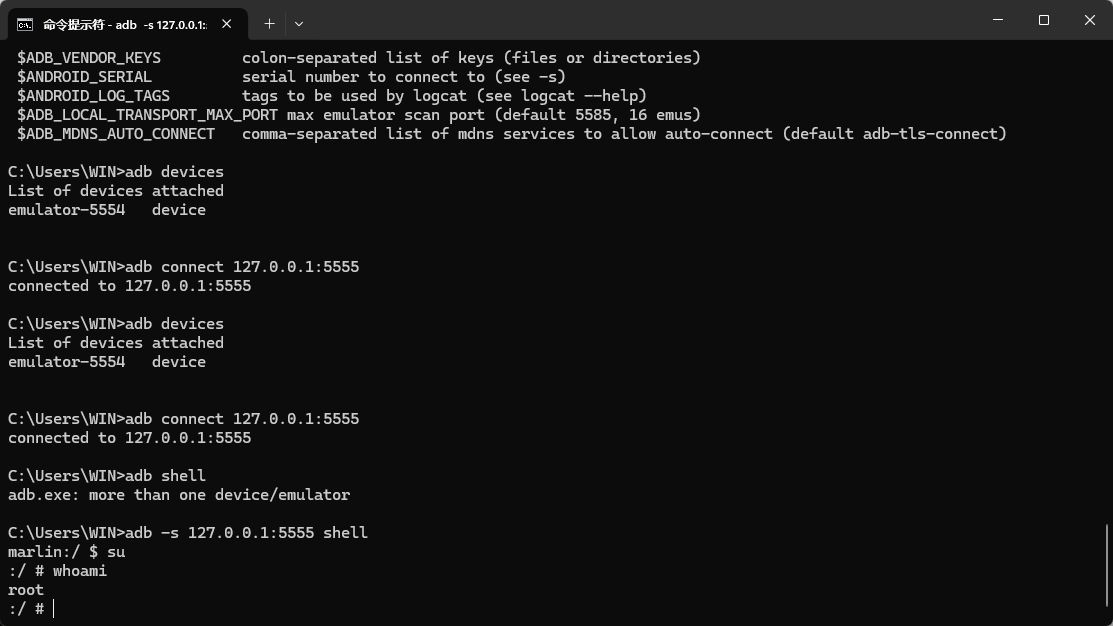 命令提示符 - adb -s 127.0.0.1:
$ADB_VENDOR_KEYS         colon-separated list of keys (files or directories)
$ANDROID_SERIAL          serial number to connect to (see -s)
$ANDROID_LOG_TAGS        tags to be used by logcat (see logcat --help)
$ADB_LOCAL_TRANSPORT_MAX_PORT max emulator scan port (default 5585, 16 emus)
$ADB_MDNS_AUTO_CONNECT   comma-separated list of mdns services to allow auto-connect (default adb-tls-connect)
C:\Users\WIN>adb devices
List of devices attached
emulator-5554   device
C:\Users\WIN>adb connect 127.0.0.1:5555
connected to 127.0.0.1:5555
C:\Users\WIN>adb devices
List of devices attached
emulator-5554   device
C:\Users\WIN>adb connect 127.0.0.1:5555
connected to 127.0.0.1:5555
C:\Users\WIN>adb shell
adb.exe: more than one device/emulator
C:\Users\WIN>adb -s 127.0.0.1:5555 shell
marlin:/ $ su
:/ # whoami
root
:/ #